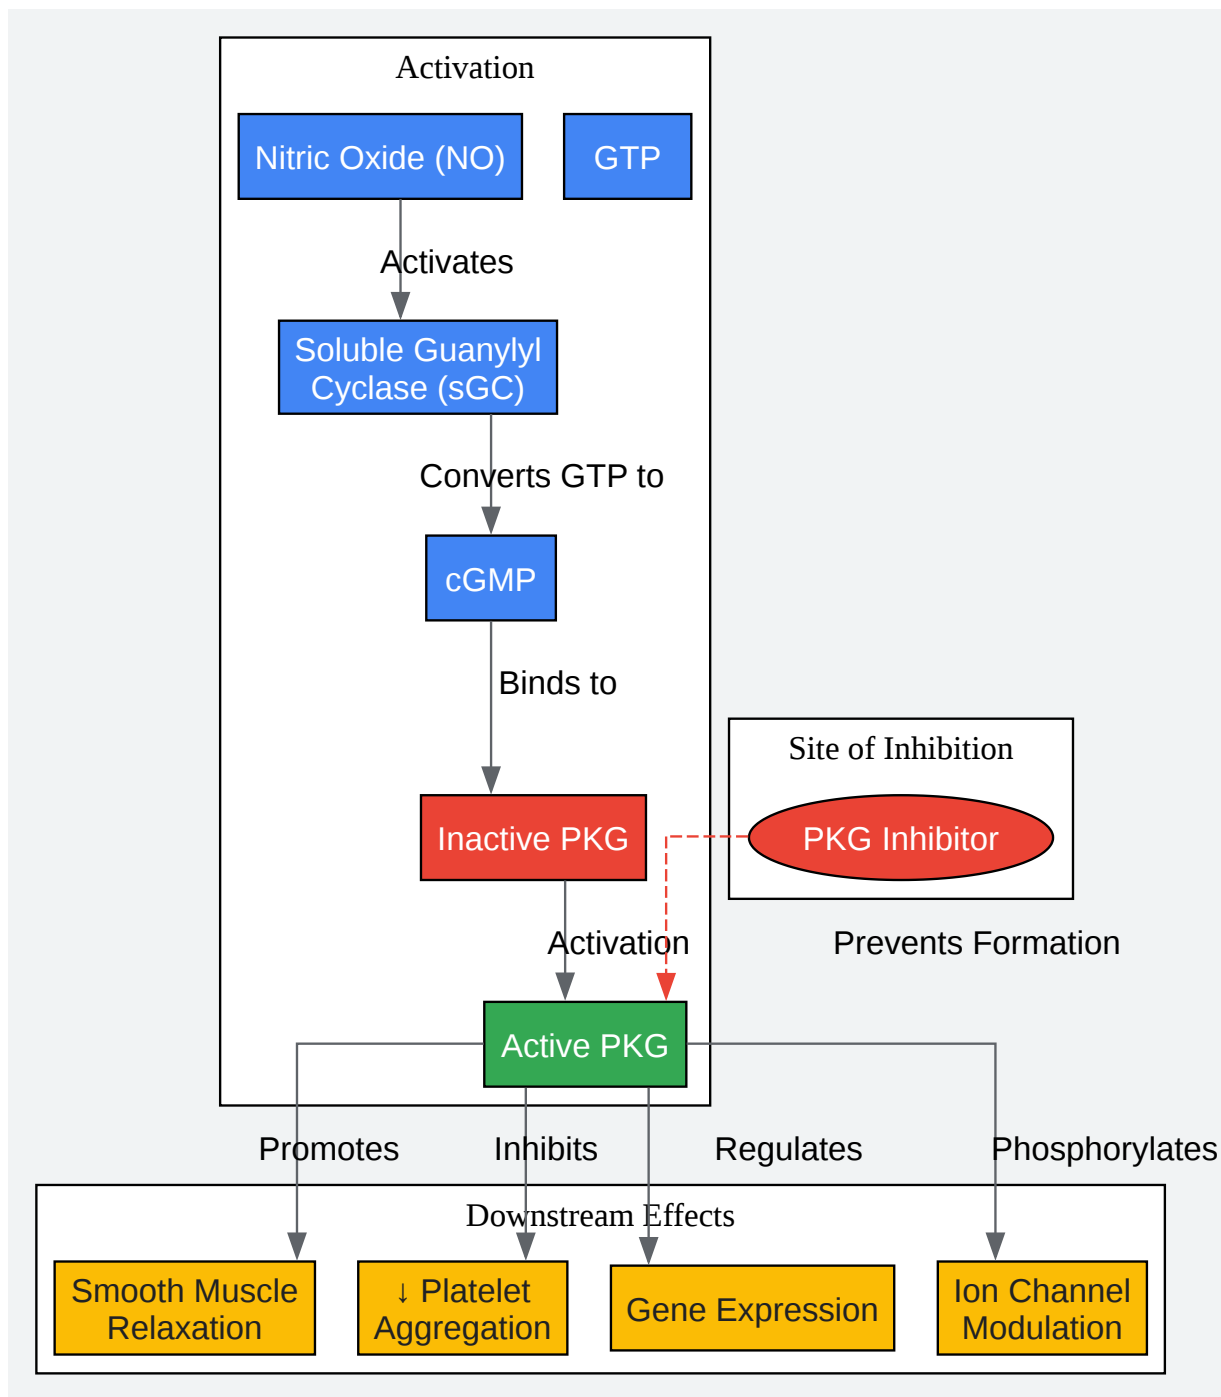 Activation
Nitric Oxide (NO)
GTP
Activates
Soluble Guanylyl
Cyclase (sGC)
Converts GTP to
cGMP
Binds to
Site of Inhibition
Inactive PKG
PKG Inhibitor
Activation
Prevents Formation
Active PKG
Promotes
Inhibits
Regulates
Phosphorylates
Downstream Effects
Smooth Muscle
Relaxation
↓ Platelet
Aggregation
Gene Expression
Ion Channel
Modulation